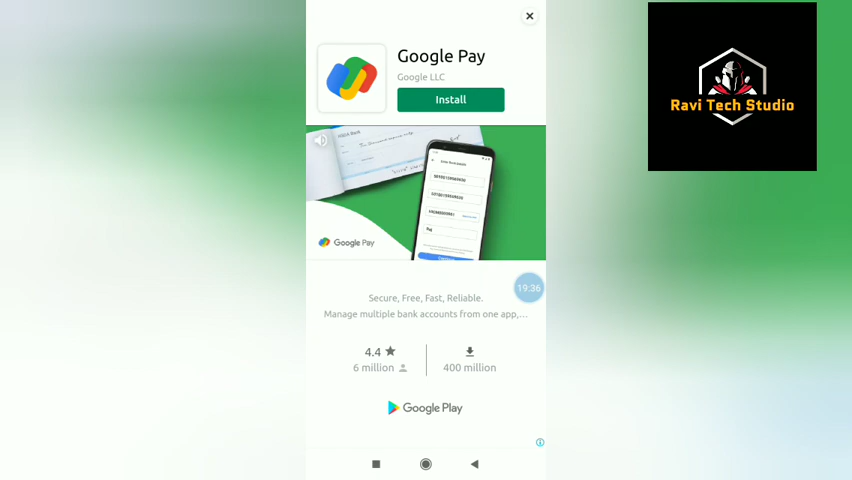 Google Pay
Google LLC
Install
Ravi Tech Studio
Google Pay
19:36
Secure, Free, Fast, Reliable.
Manage multiple bank accounts from one app,...
4.4
6 million
400 million
Google Play